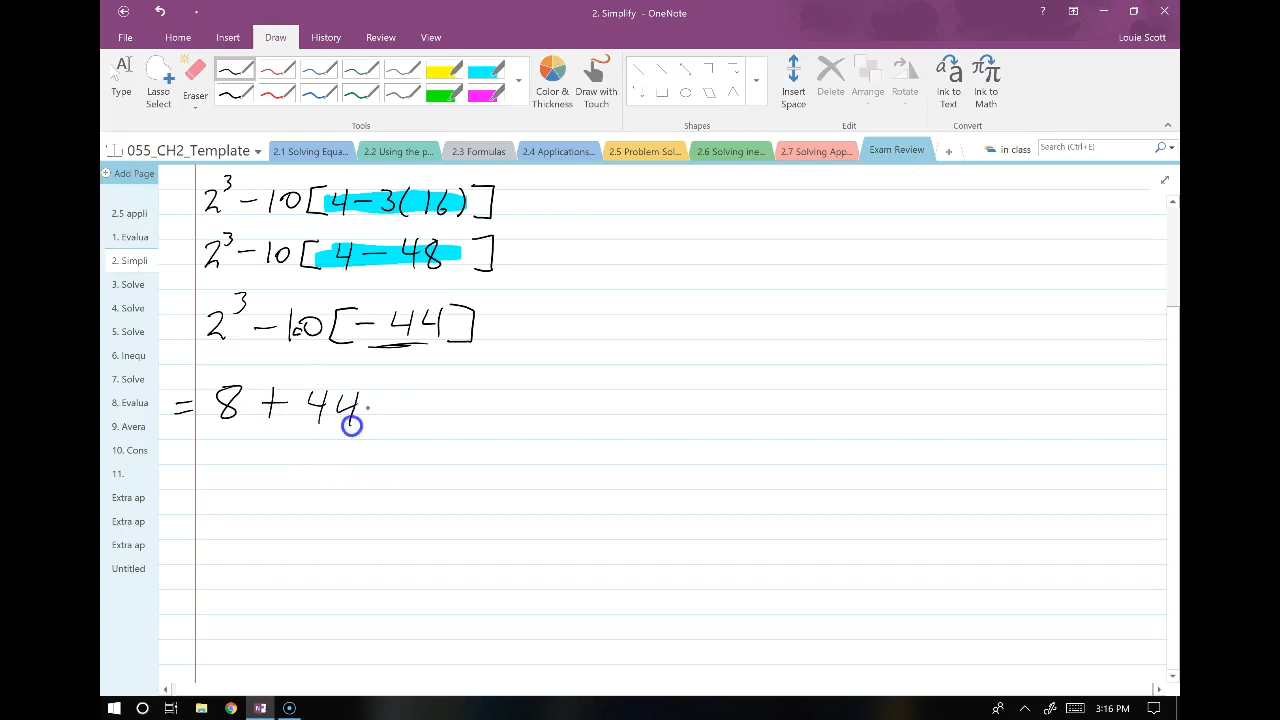 2. Simplify - OneNote
?
File
Home
Insert
Draw
History
Review
View
Louie Scott
Type
Lasso Select
Eraser
Color & Thickness
Draw with Touch
Insert Space
Delete
Arrange
Rotate
Ink to Text
Ink to Math
Tools
Shapes
Edit
Convert
055_CH2_Template
2.1 Solving Equa...
2.2 Using the p...
2.3 Formulas
2.4 Applications...
2.5 Problem Sol...
2.6 Solving ine...
2.7 Solving App...
Exam Review
+
in class
Search (Ctrl+E)
Add Page
2.5 appli
1. Evalua
2. Simpli
3. Solve
4. Solve
5. Solve
6. Inequ
7. Solve
8. Evalua
9. Avera
10. Cons
11.
Extra ap
Extra ap
Extra ap
Untitled
2³ - 10[4 - 3(16)]
2³ - 10[4 - 48]
2³ - 10[-44]
= 8 + 44
3:16 PM